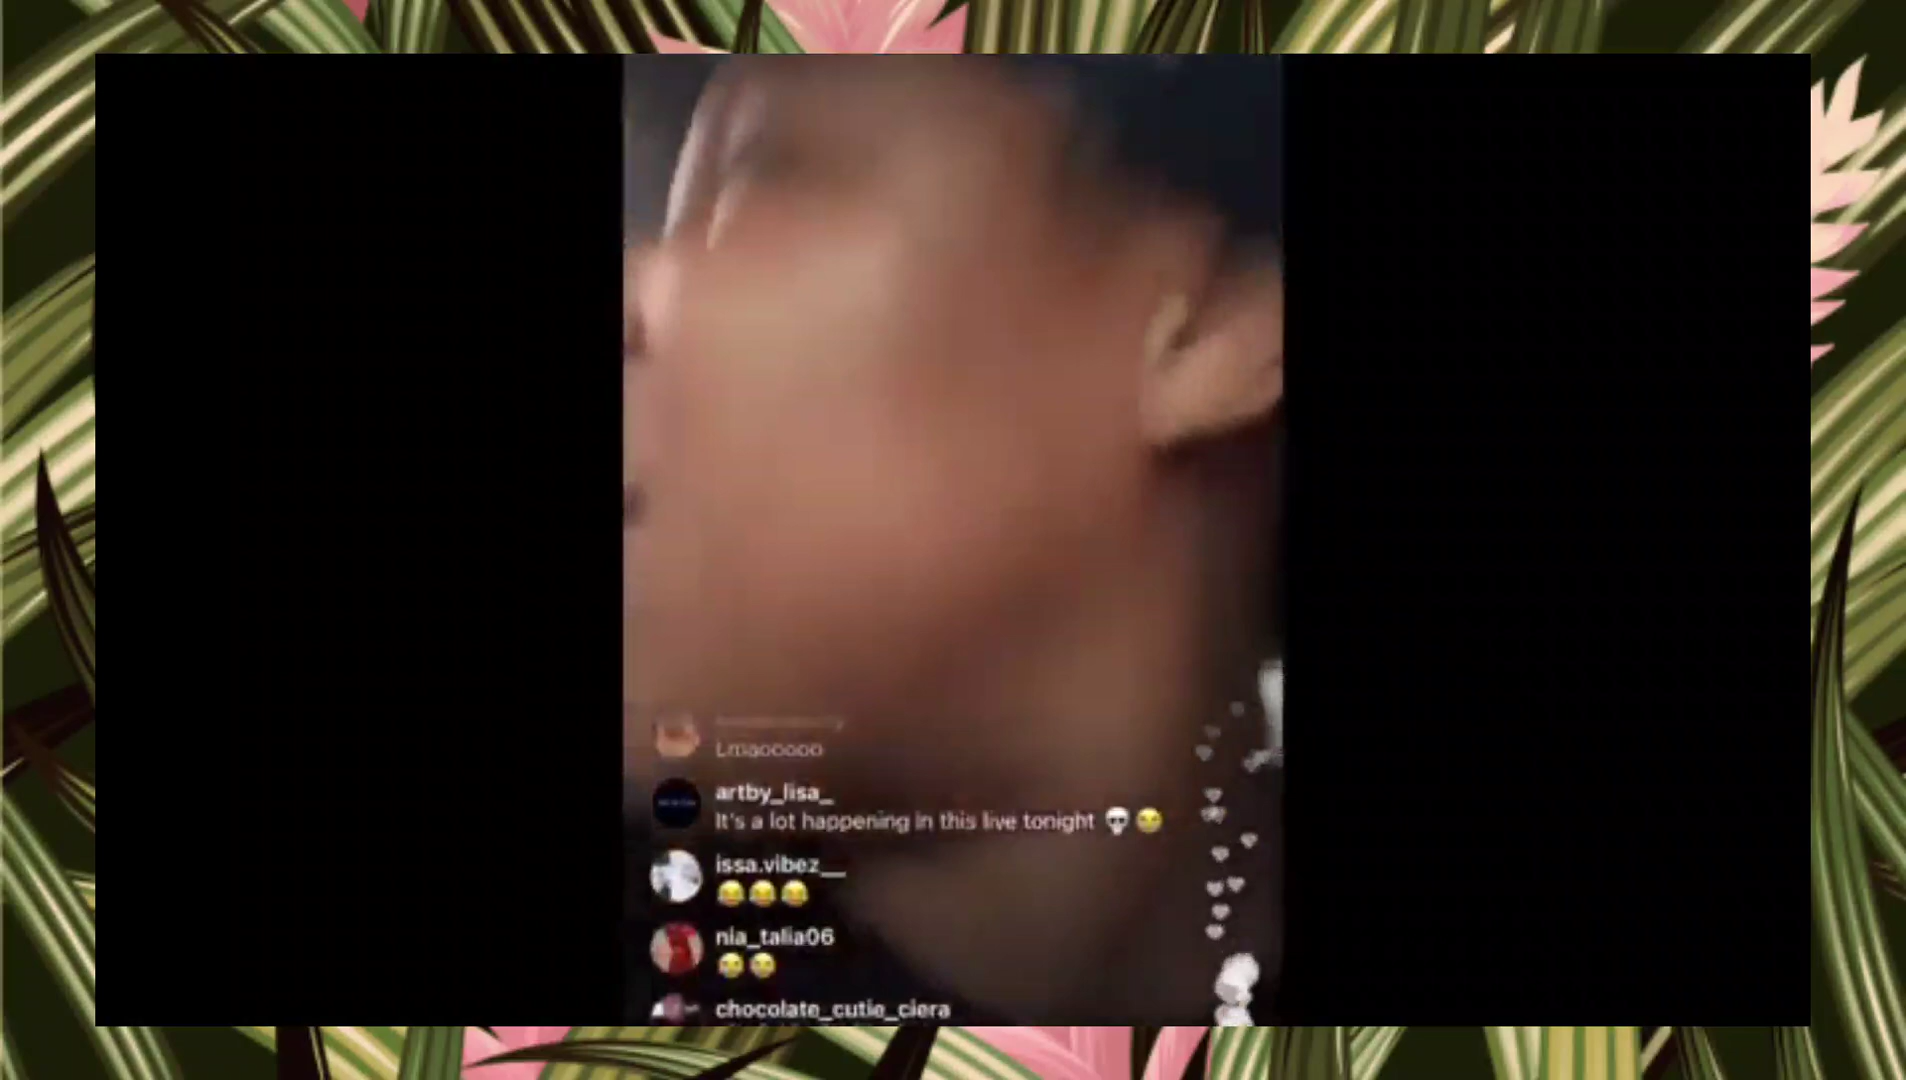 Lmaooooo
artby_lisa_
It's a lot happening in this live tonight 💀😂
issa.vibez__
😂😂😂
nia_talia06
😂😂
chocolate_cutie_ciera